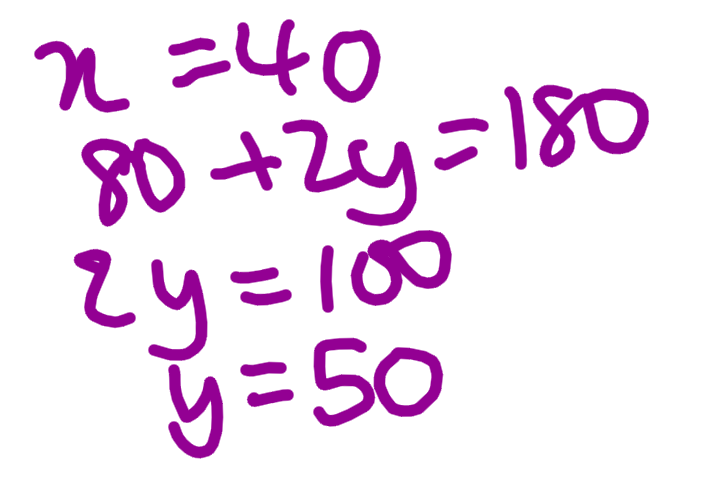 x = 40
80 + 2y = 180
2y = 100
y = 50